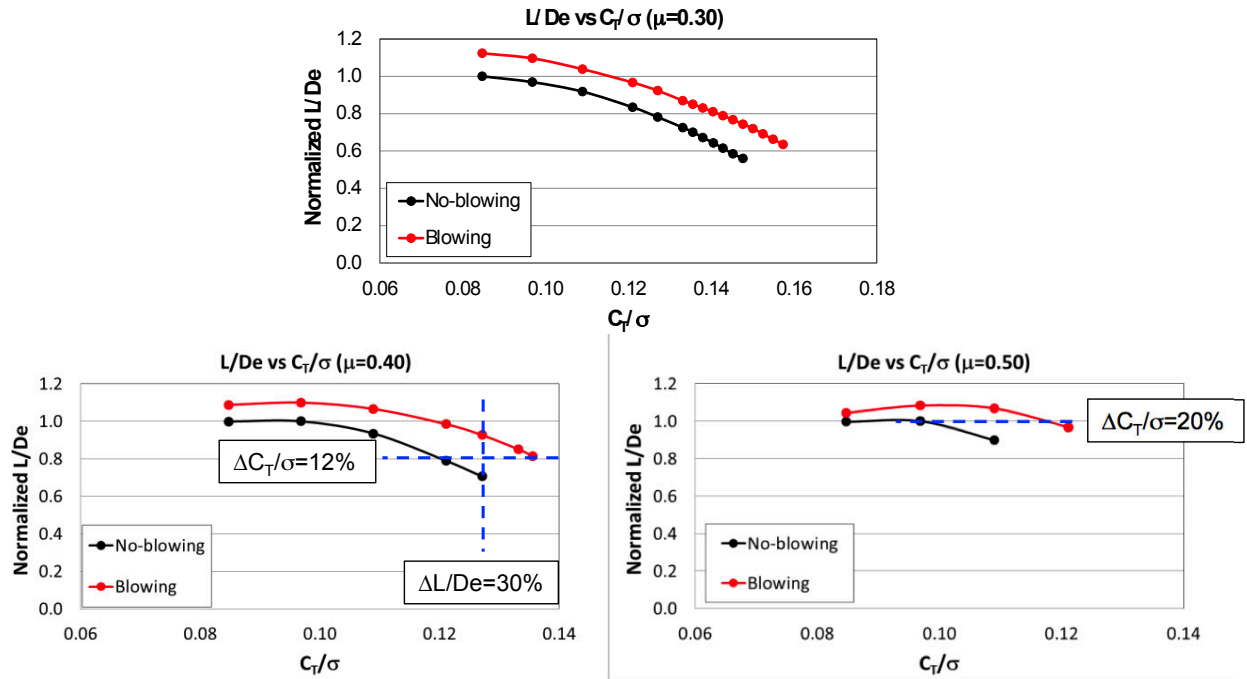 L/De vs CT/σ (μ=0.30)
Normalized L/De
1.2
1.0
0.8
0.6
0.4
0.2
0.0
No-blowing
Blowing
0.06 0.08 0.10 0.12 0.14 0.16 0.18
CT/σ
L/De vs CT/σ (μ=0.40)
Normalized L/De
1.2
1.0
0.8
0.6
0.4
0.2
0.0
ΔCT/σ=12%
No-blowing
Blowing
ΔL/De=30%
0.06 0.08 0.10 0.12 0.14
CT/σ
L/De vs CT/σ (μ=0.50)
Normalized L/De
1.2
1.0
0.8
0.6
0.4
0.2
0.0
ΔCT/σ=20%
No-blowing
Blowing
0.06 0.08 0.10 0.12 0.14
CT/σ